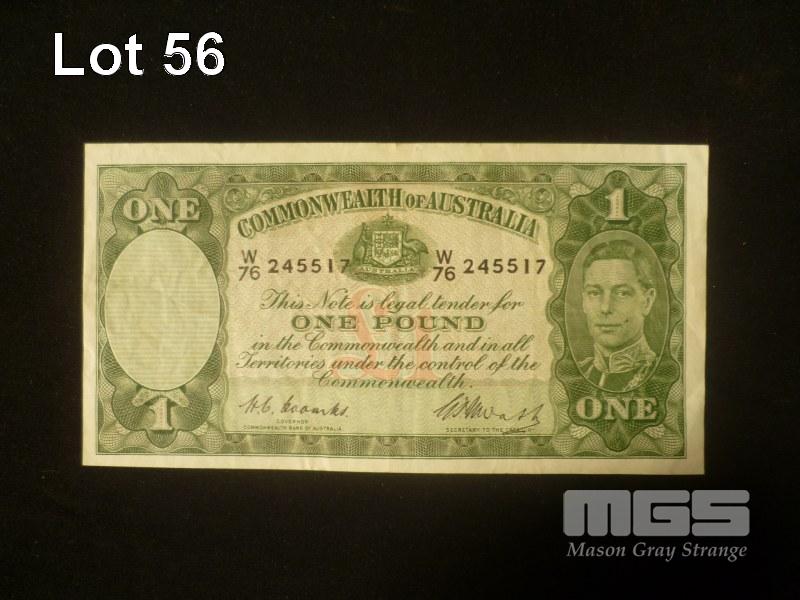 Lot 56
ONE
1
COMMONWEALTH OF AUSTRALIA
AUSTRALIA
W/76 245517 W/76 245517
This Note is legal tender for
ONE POUND
in the Commonwealth and in all
Territories under the control of the
Commonwealth.
1
ONE
H.C. Coombs.
GOVERNOR
COMMONWEALTH BANK OF AUSTRALIA
SECRETARY TO THE
MGS
Mason Gray Strange